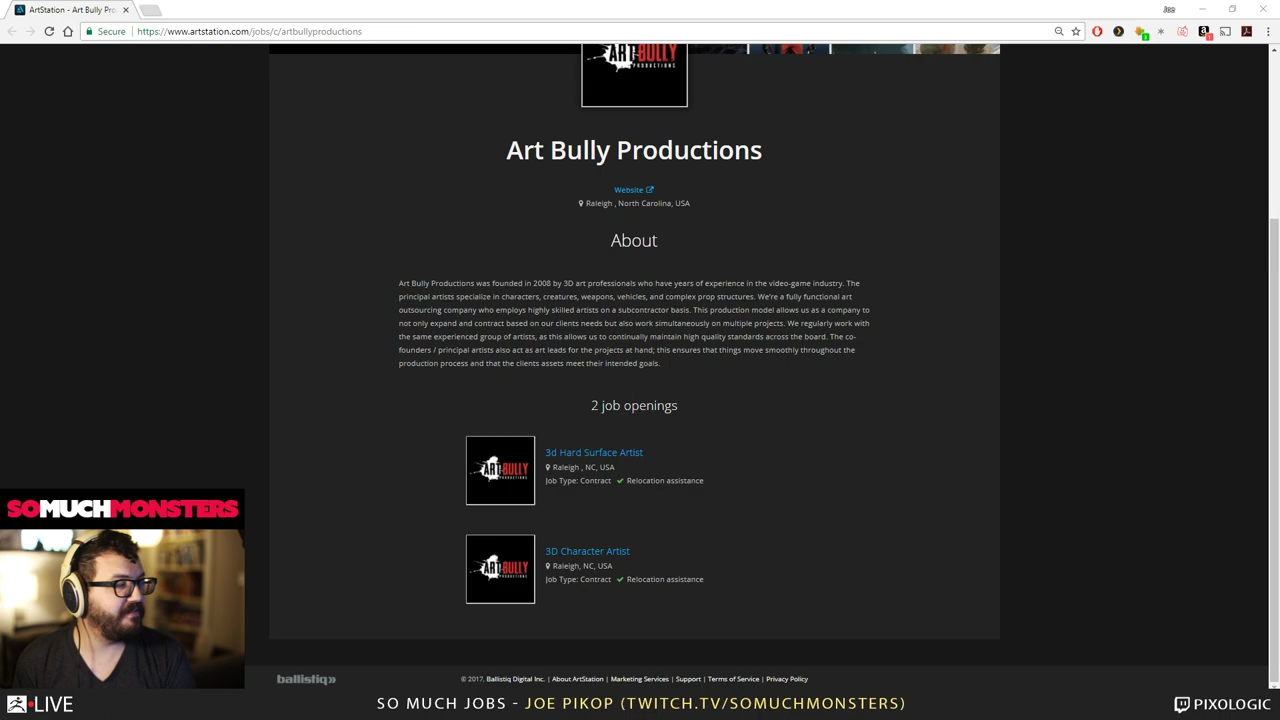 ArtStation - Art Bully Pro
Joe
Secure
https://www.artstation.com/jobs/c/artbullyproductions
ARTBULLY
PRODUCTIONS
Art Bully Productions
Website
Raleigh , North Carolina, USA
About
Art Bully Productions was founded in 2008 by 3D art professionals who have years of experience in the video-game industry. The
principal artists specialize in characters, creatures, weapons, vehicles, and complex prop structures. We're a fully functional art
outsourcing company who employs highly skilled artists on a subcontractor basis. This production model allows us as a company to
not only expand and contract based on our clients needs but also work simultaneously on multiple projects. We regularly work with
the same experienced group of artists, as this allows us to continually maintain high quality standards across the board. The co-
founders / principal artists also act as art leads for the projects at hand; this ensures that things move smoothly throughout the
production process and that the clients assets meet their intended goals.
2 job openings
ARTBULLY
PRODUCTIONS
3d Hard Surface Artist
Raleigh , NC, USA
Job Type: Contract Relocation assistance
ARTBULLY
PRODUCTIONS
3D Character Artist
Raleigh, NC, USA
Job Type: Contract Relocation assistance
SOMUCHMONSTERS
ballistiq
© 2017, Ballistiq Digital Inc. | About ArtStation | Marketing Services | Support | Terms of Service | Privacy Policy
LIVE
SO MUCH JOBS - JOE PIKOP (TWITCH.TV/SOMUCHMONSTERS)
PIXOLOGIC